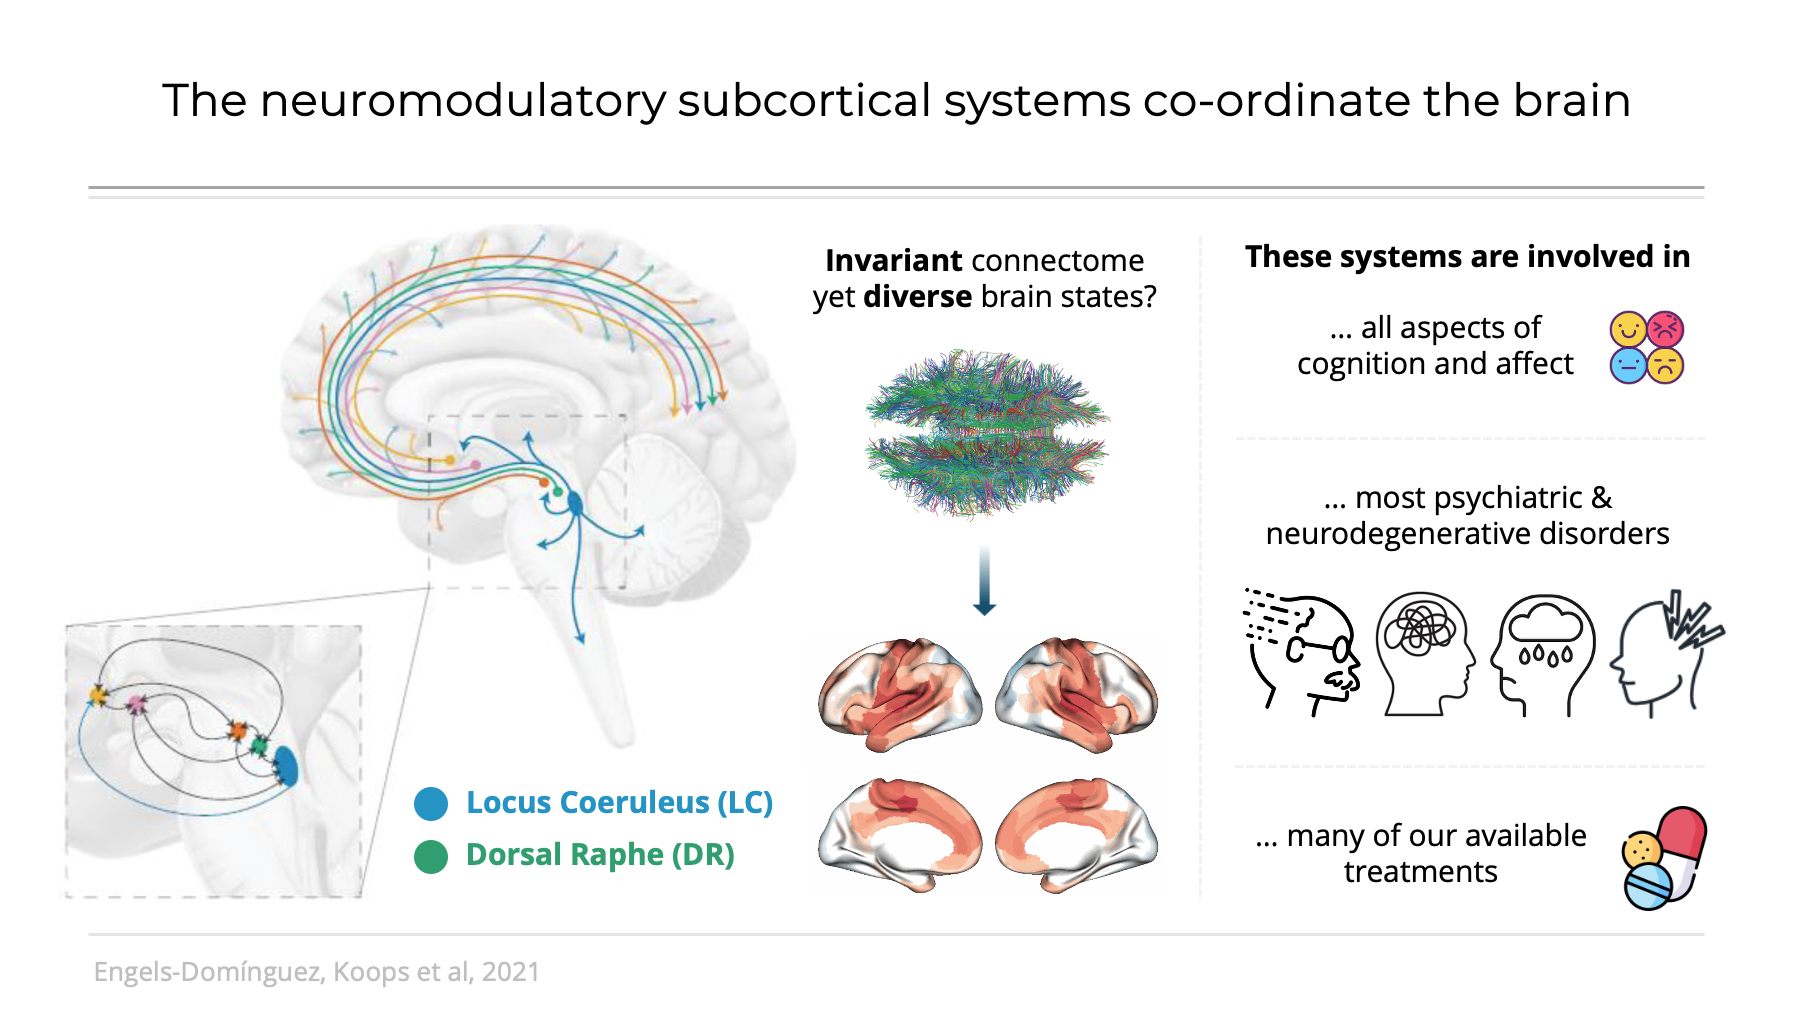 The neuromodulatory subcortical systems co-ordinate the brain
Invariant connectome
yet diverse brain states?
Locus Coeruleus (LC)
Dorsal Raphe (DR)
These systems are involved in
... all aspects of
cognition and affect
... most psychiatric &
neurodegenerative disorders
... many of our available
treatments
Engels-Domínguez, Koops et al, 2021